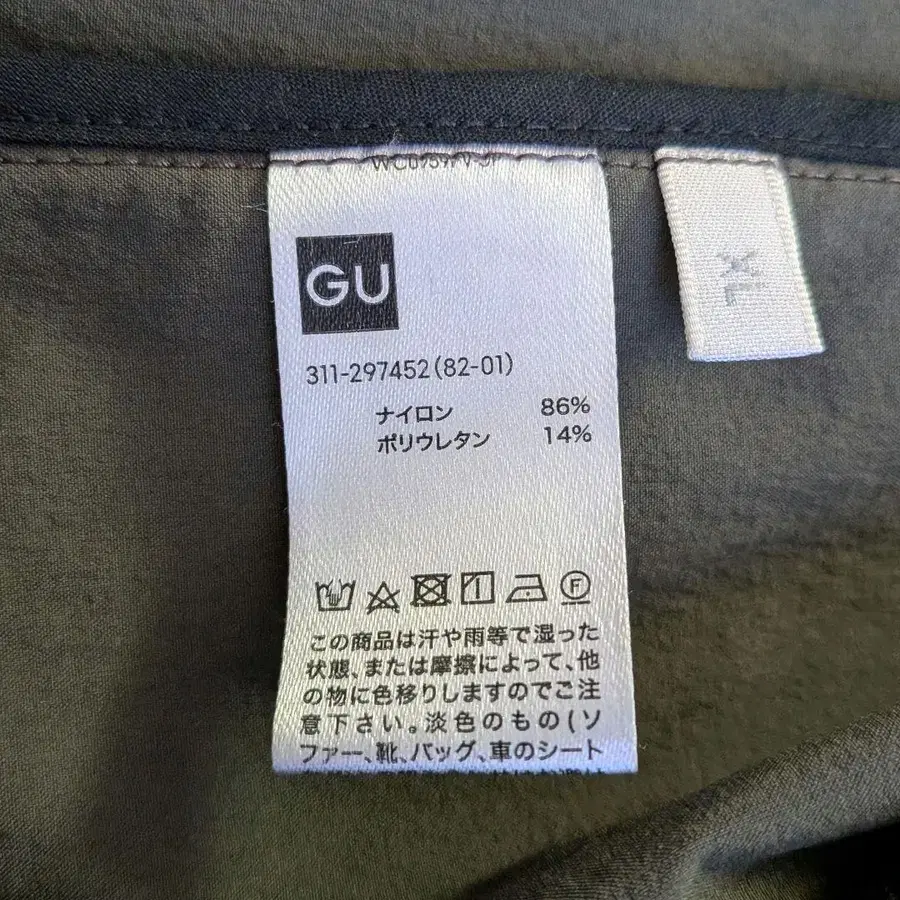 GU
XL
311-297452(82-01)
ナイロン 86%
ポリウレタン 14%
F
この商品は汗や雨等で湿った
状態、または摩擦によって、他
の物に色移りしますのでご注
意下さい。淡色のもの(ソ
ファー、靴、バッグ、車のシート